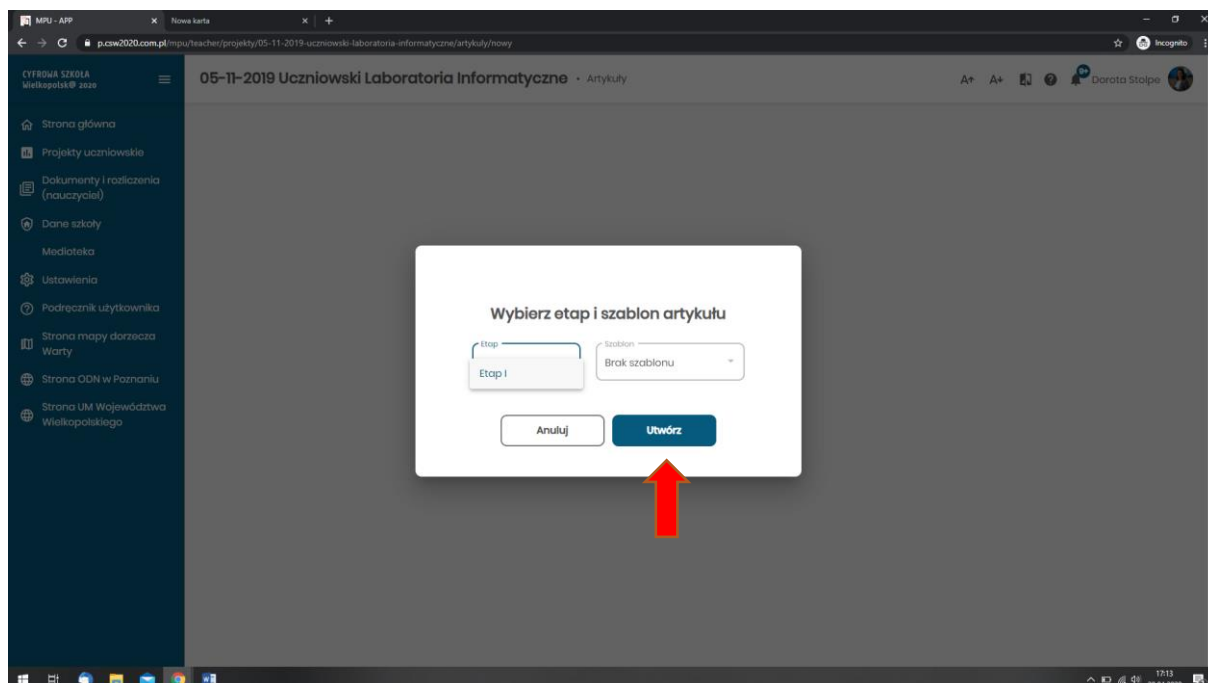 MPU - APP
Nowa karta
p.csw2020.com.pl/mpu/teacher/projekty/05-11-2019-uczniowski-laboratoria-informatyczne/artykuly/nowy
Incognito
CYFROWA SZKOŁA
Wielkopolsk@ 2020
05-11-2019 Uczniowski Laboratoria Informatyczne - Artykuły
A+ A+
9+
Dorota Stolpe
Strona główna
Projekty uczniowskie
Dokumenty i rozliczenia
(nauczyciel)
Dane szkoły
Medioteka
Ustawienia
Podręcznik użytkownika
Strona mapy dorzecza
Warty
Strona ODN w Poznaniu
Strona UM Województwa
Wielkopolskiego
Wybierz etap i szablon artykułu
Etap
Szablon
Etap I
Brak szablonu
Anuluj
Utwórz
17:13